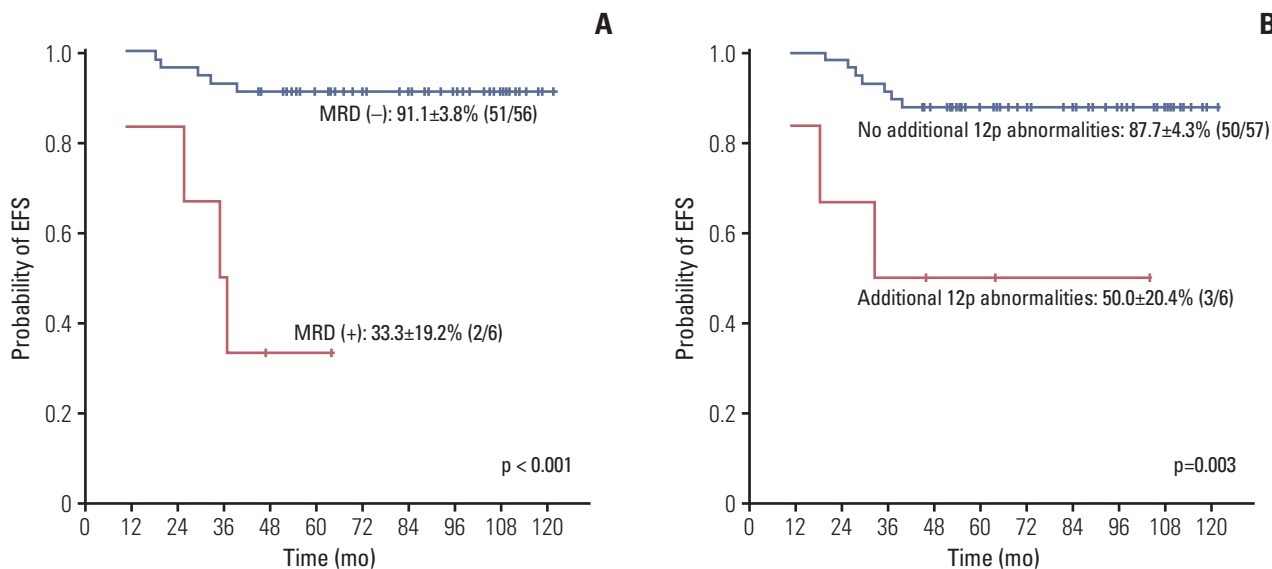 A
Probability of EFS
1.0
0.8
0.6
0.4
0.2
0
MRD (–): 91.1±3.8% (51/56)
MRD (+): 33.3±19.2% (2/6)
p < 0.001
0 12 24 36 48 60 72 84 96 108 120
Time (mo)
B
Probability of EFS
1.0
0.8
0.6
0.4
0.2
0
No additional 12p abnormalities: 87.7±4.3% (50/57)
Additional 12p abnormalities: 50.0±20.4% (3/6)
p=0.003
0 12 24 36 48 60 72 84 96 108 120
Time (mo)